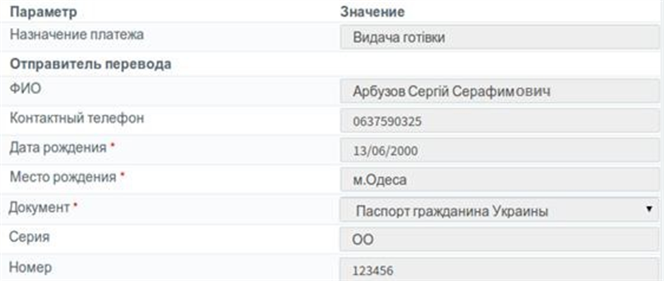 Параметр Значение
Назначение платежа Видача готівки
Отправитель перевода
ФИО Арбузов Сергій Серафимович
Контактный телефон 0637590325
Дата рождения * 13/06/2000
Место рождения * м.Одеса
Документ * Паспорт гражданина Украины
Серия ОО
Номер 123456